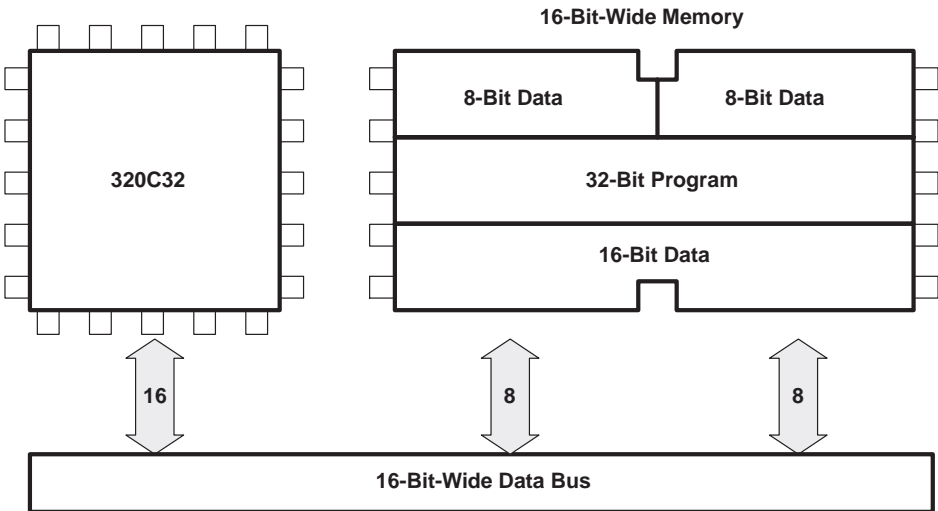 16-Bit-Wide Memory
8-Bit Data
8-Bit Data
320C32
32-Bit Program
16-Bit Data
16
8
8
16-Bit-Wide Data Bus